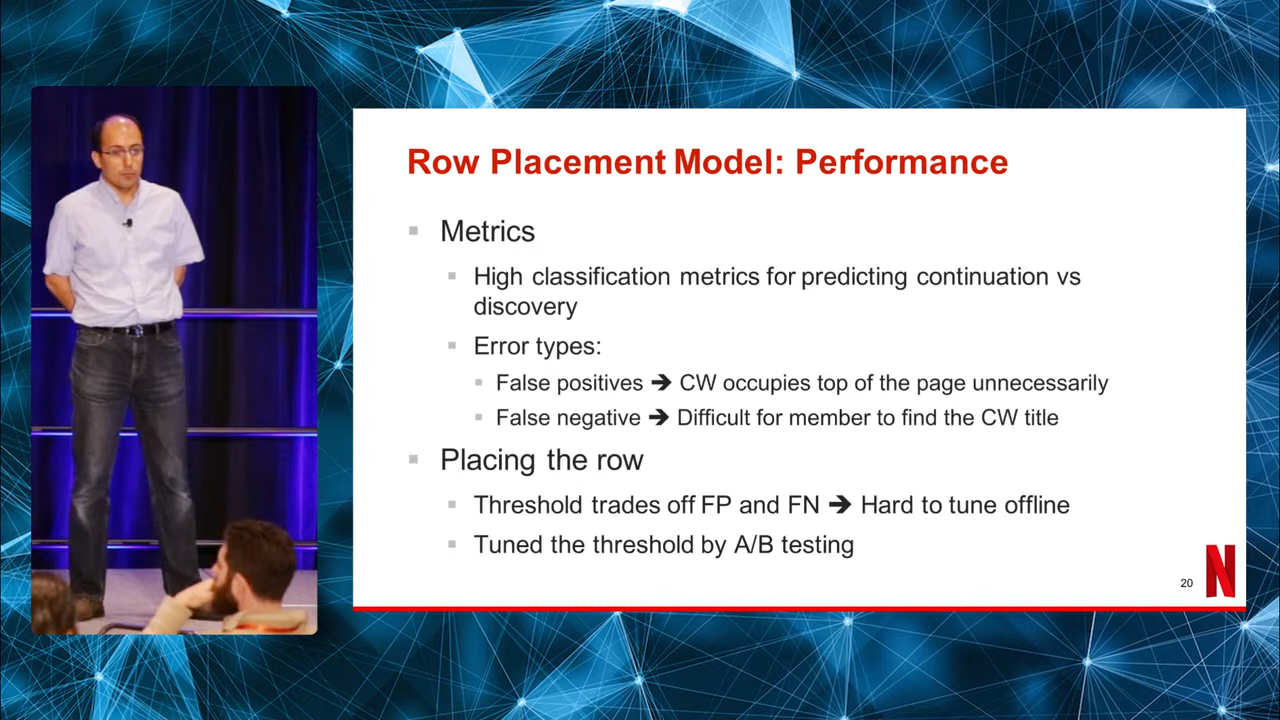 Row Placement Model: Performance
Metrics
High classification metrics for predicting continuation vs
discovery
Error types:
False positives ➔ CW occupies top of the page unnecessarily
False negative ➔ Difficult for member to find the CW title
Placing the row
Threshold trades off FP and FN ➔ Hard to tune offline
Tuned the threshold by A/B testing
20
N